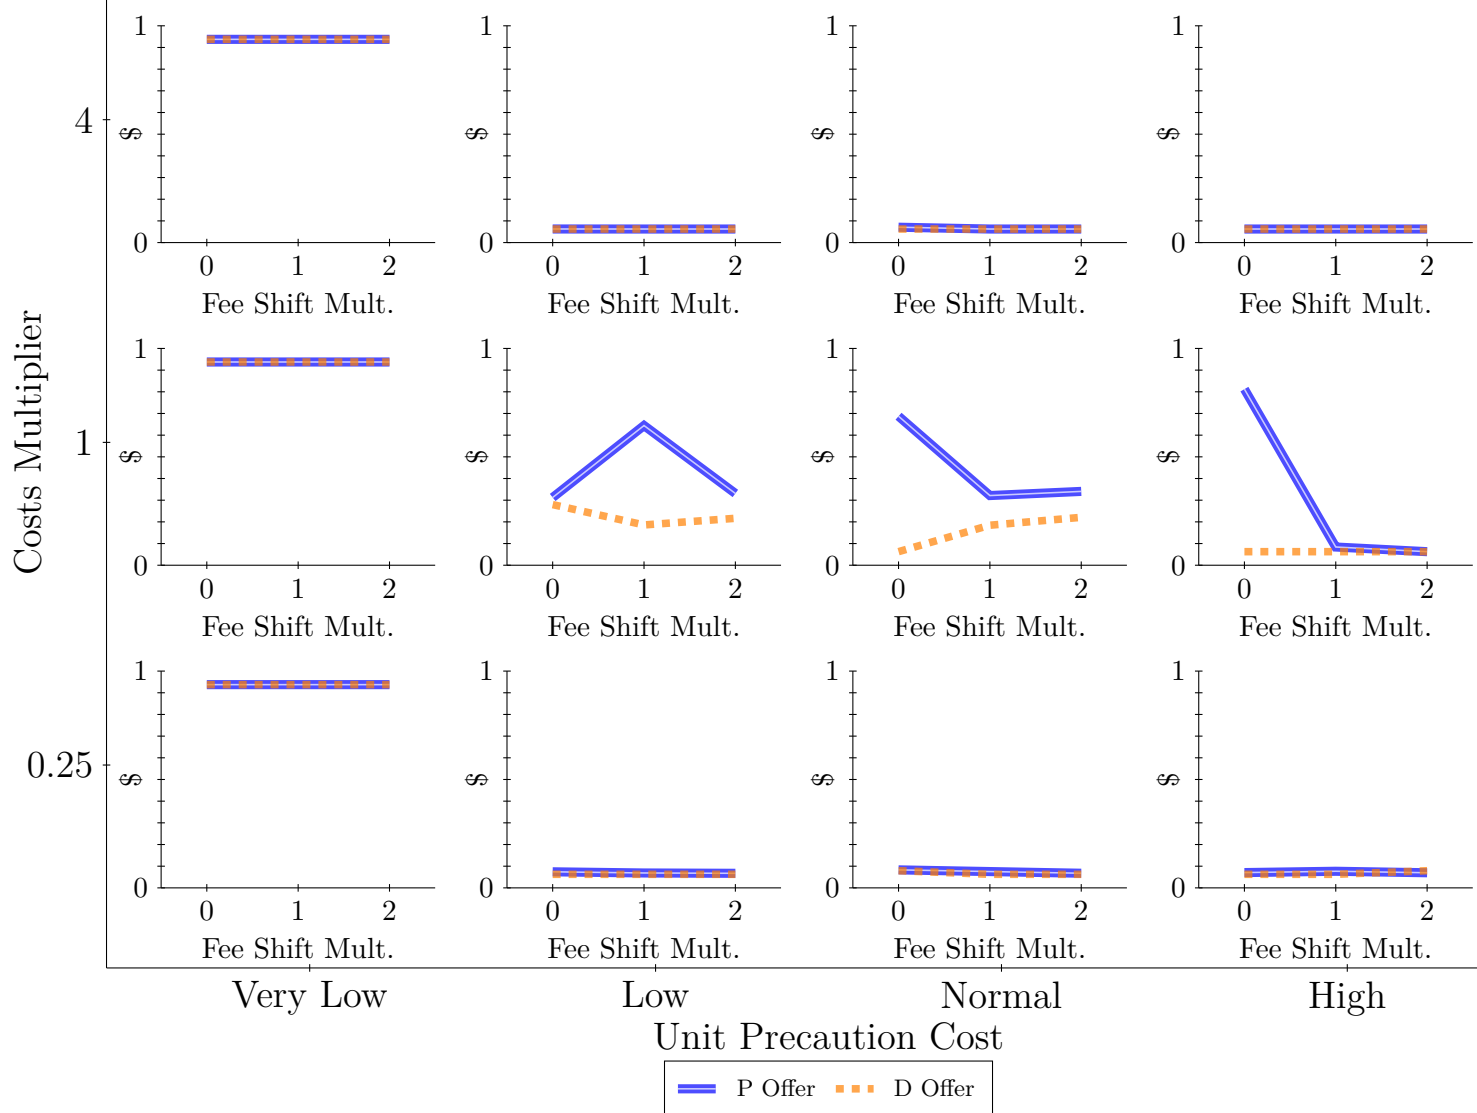 1 1 1 1
4
$ $ $ $
0 0 0 0
0 1 2 0 1 2 0 1 2 0 1 2
Fee Shift Mult. Fee Shift Mult. Fee Shift Mult. Fee Shift Mult.
Costs Multiplier
1 1 1 1
1
$ $ $ $
0 0 0 0
0 1 2 0 1 2 0 1 2 0 1 2
Fee Shift Mult. Fee Shift Mult. Fee Shift Mult. Fee Shift Mult.
1 1 1 1
0.25
$ $ $ $
0 0 0 0
0 1 2 0 1 2 0 1 2 0 1 2
Fee Shift Mult. Fee Shift Mult. Fee Shift Mult. Fee Shift Mult.
Very Low Low Normal High
Unit Precaution Cost
P Offer D Offer